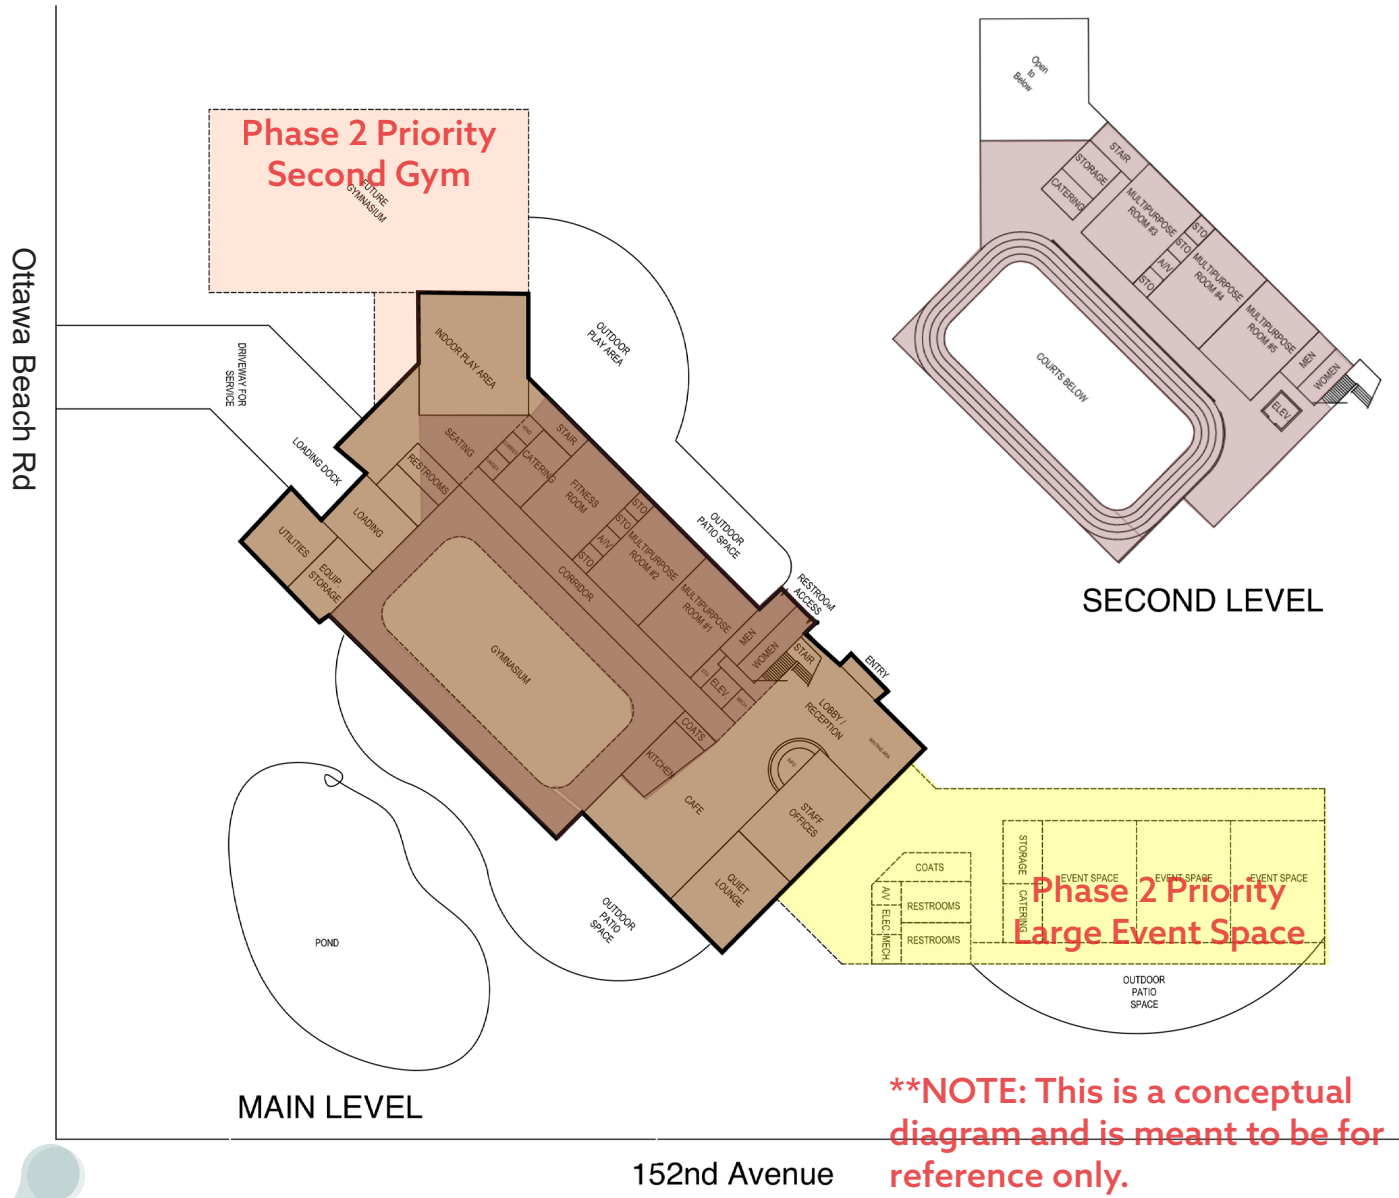 Phase 2 Priority
Second Gym
FUTURE
GYMNASIUM
Ottawa Beach Rd
DRIVEWAY FOR
SERVICE
LOADING DOCK
INDOOR PLAY AREA
OUTDOOR
PLAY AREA
SEATING
RESTROOMS
LOADING
UTILITIES
EQUIP.
STORAGE
STAIR
CATERING
FITNESS
ROOM
STO
STO
A/V
STO
MULTIPURPOSE
ROOM #2
MULTIPURPOSE
ROOM #1
CORRIDOR
OUTDOOR
PATIO SPACE
RESTROOM
ACCESS
MEN
WOMEN
STAIR
ENTRY
ELEV
COATS
KITCHEN
GYMNASIUM
LOBBY /
RECEPTION
WAITING AREA
INFO
CAFE
STAFF
OFFICES
QUIET
LOUNGE
OUTDOOR
PATIO
SPACE
POND
MAIN LEVEL
Open
to
Below
STAIR
STORAGE
CATERING
MULTIPURPOSE
ROOM #3
STO
STO
A/V
STO
MULTIPURPOSE
ROOM #4
MULTIPURPOSE
ROOM #5
MEN
WOMEN
ELEV
COURTS BELOW
SECOND LEVEL
COATS
A/V
ELEC.
MECH.
RESTROOMS
RESTROOMS
STORAGE
CATERING
EVENT SPACE
EVENT SPACE
EVENT SPACE
Phase 2 Priority
Large Event Space
OUTDOOR
PATIO
SPACE
**NOTE: This is a conceptual
diagram and is meant to be for
reference only.
152nd Avenue